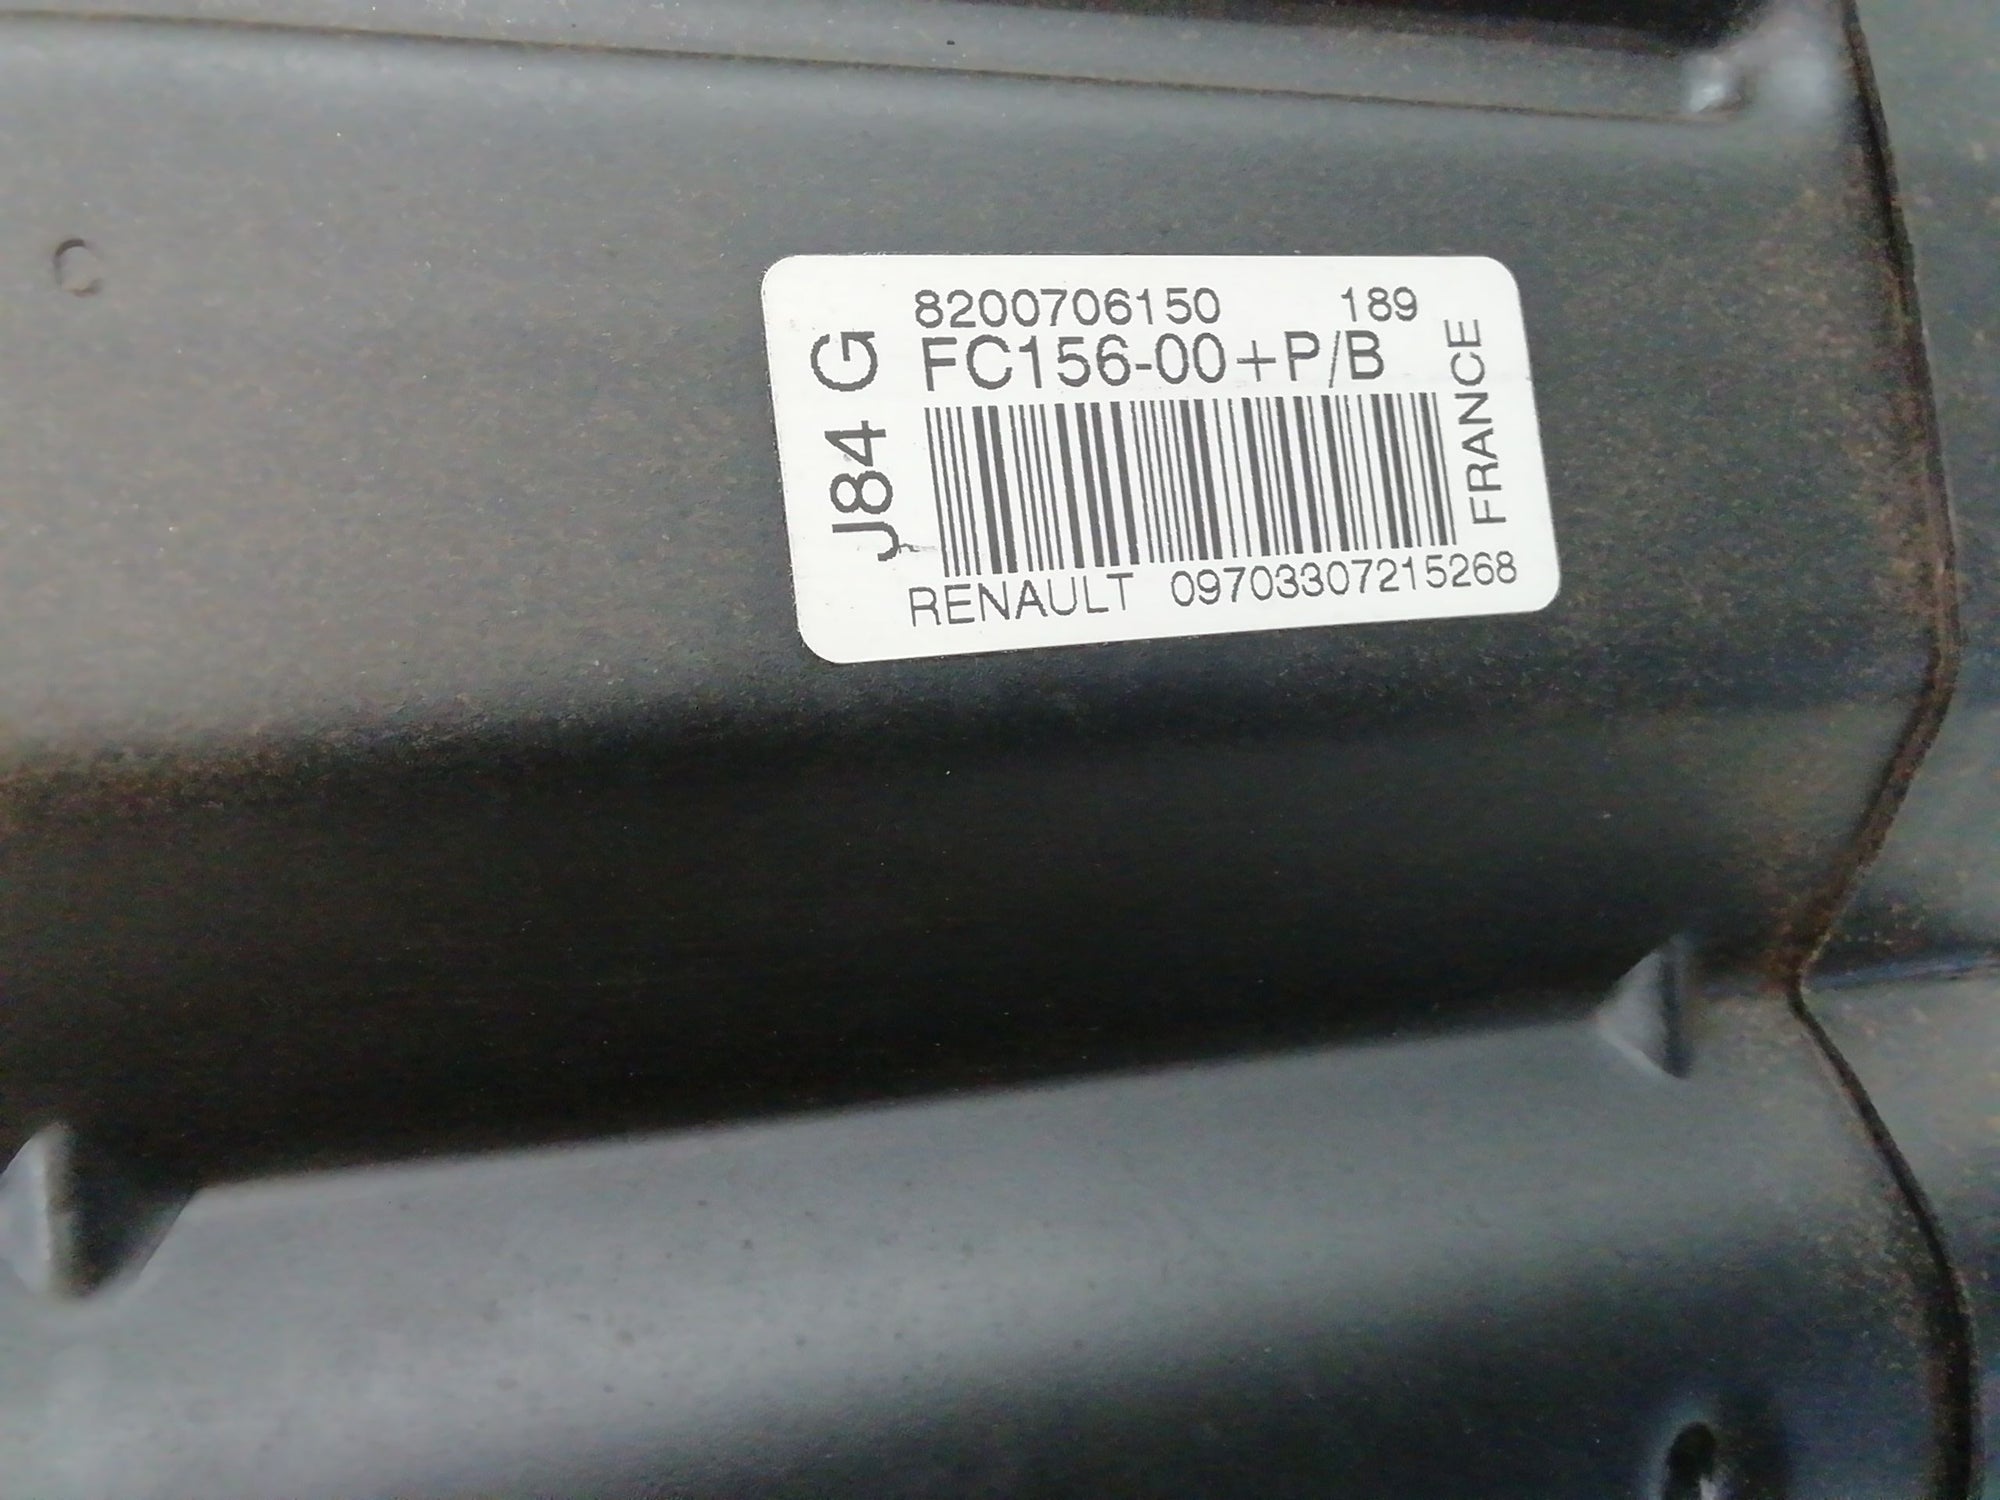 8200706150 189
FC156-00+P/B
J84 G
FRANCE
RENAULT 09703307215268